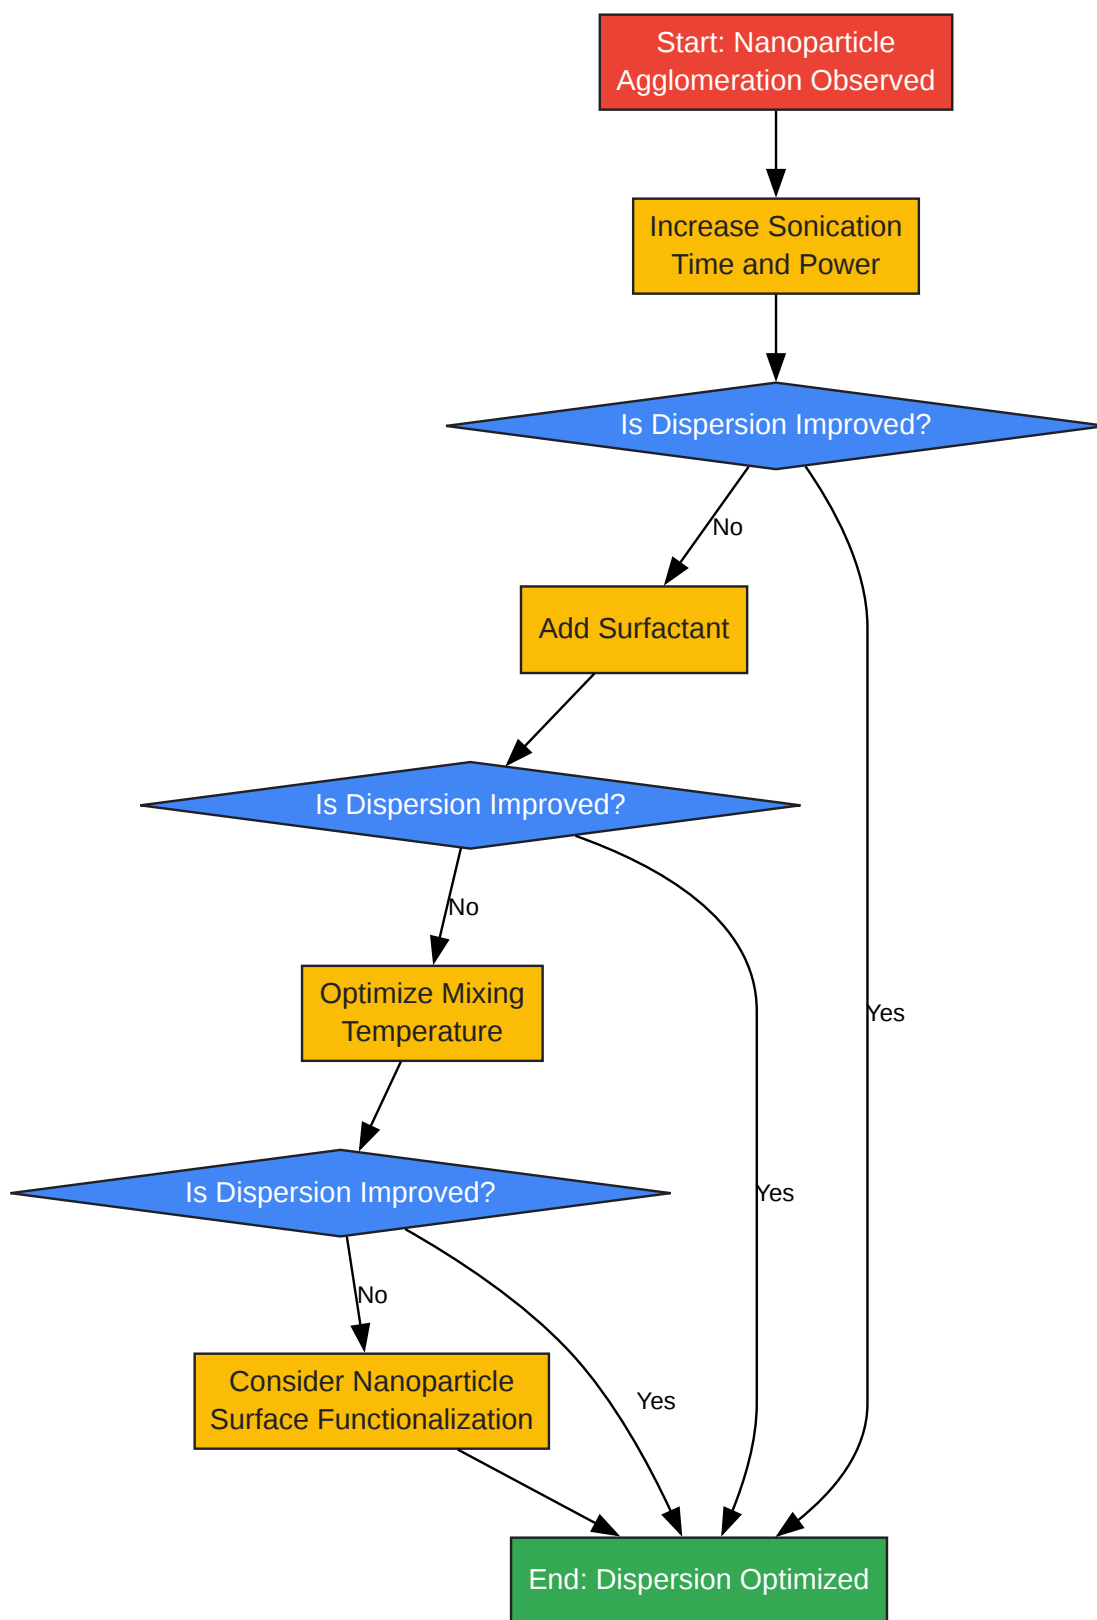 Start: Nanoparticle
Agglomeration Observed
Increase Sonication
Time and Power
Is Dispersion Improved?
No
Add Surfactant
Is Dispersion Improved?
No
Optimize Mixing
Temperature
Yes
Is Dispersion Improved?
Yes
No
Consider Nanoparticle
Surface Functionalization
Yes
End: Dispersion Optimized